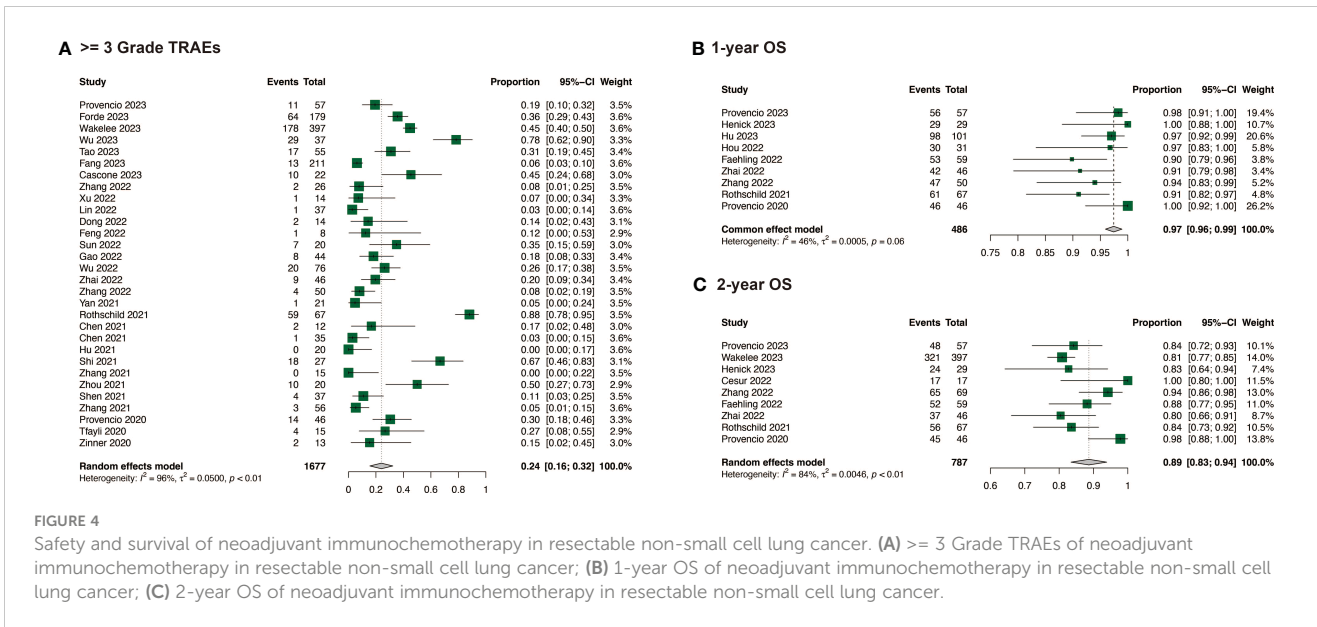 A >= 3 Grade TRAEs
Study Events Total Proportion 95%−CI Weight
Provencio 2023 11 57 0.19 [0.10; 0.32] 3.5%
Forde 2023 64 179 0.36 [0.29; 0.43] 3.6%
Wakelee 2023 178 397 0.45 [0.40; 0.50] 3.6%
Wu 2023 29 37 0.78 [0.62; 0.90] 3.4%
Tao 2023 17 55 0.31 [0.19; 0.45] 3.4%
Fang 2023 13 211 0.06 [0.03; 0.10] 3.6%
Cascone 2023 10 22 0.45 [0.24; 0.68] 3.0%
Zhang 2022 2 26 0.08 [0.01; 0.25] 3.4%
Xu 2022 1 14 0.07 [0.00; 0.34] 3.2%
Lin 2022 1 37 0.03 [0.00; 0.14] 3.6%
Dong 2022 2 14 0.14 [0.02; 0.43] 3.1%
Feng 2022 1 8 0.12 [0.00; 0.53] 2.8%
Sun 2022 7 20 0.35 [0.15; 0.59] 3.0%
Gao 2022 8 44 0.18 [0.08; 0.33] 3.5%
Wu 2022 20 76 0.26 [0.17; 0.38] 3.5%
Zhai 2022 9 46 0.20 [0.09; 0.34] 3.5%
Zhang 2022 4 50 0.08 [0.02; 0.19] 3.5%
Yan 2021 1 21 0.05 [0.00; 0.24] 3.5%
Rothschild 2021 59 67 0.88 [0.78; 0.95] 3.5%
Chen 2021 2 12 0.17 [0.02; 0.48] 3.0%
Chen 2021 1 35 0.03 [0.00; 0.15] 3.5%
Hu 2021 0 20 0.00 [0.00; 0.17] 3.5%
Shi 2021 18 27 0.67 [0.46; 0.83] 3.1%
Zhang 2021 0 15 0.00 [0.00; 0.22] 3.5%
Zhou 2021 10 20 0.50 [0.27; 0.73] 2.9%
Shen 2021 4 37 0.11 [0.03; 0.25] 3.5%
Zhang 2021 3 56 0.05 [0.01; 0.15] 3.5%
Provencio 2020 14 46 0.30 [0.18; 0.46] 3.4%
Tfayli 2020 4 15 0.27 [0.08; 0.55] 3.0%
Zinner 2020 2 13 0.15 [0.02; 0.45] 3.0%
Random effects model 1677 0.24 [0.16; 0.32] 100.0%
Heterogeneity: I² = 96%, τ² = 0.0500, p < 0.01
0 0.2 0.4 0.6 0.8 1
B 1-year OS
Study Events Total Proportion 95%−CI Weight
Provencio 2023 56 57 0.98 [0.91; 1.00] 19.4%
Henick 2023 29 29 1.00 [0.88; 1.00] 10.6%
Hu 2023 98 101 0.97 [0.92; 0.99] 20.6%
Hou 2022 30 31 0.97 [0.83; 1.00] 5.8%
Faehling 2022 53 59 0.90 [0.79; 0.96] 3.8%
Zhai 2022 42 46 0.91 [0.79; 0.98] 3.4%
Zhang 2022 47 50 0.94 [0.83; 0.99] 5.2%
Rothschild 2021 61 67 0.91 [0.82; 0.97] 4.8%
Provencio 2020 46 46 1.00 [0.92; 1.00] 26.2%
Common effect model 486 0.97 [0.96; 0.99] 100.0%
Heterogeneity: I² = 46%, τ² = 0.0005, p = 0.06
0.75 0.8 0.85 0.9 0.95 1
C 2-year OS
Study Events Total Proportion 95%−CI Weight
Provencio 2023 48 57 0.84 [0.72; 0.93] 10.1%
Wakelee 2023 321 397 0.81 [0.77; 0.85] 14.0%
Henick 2023 24 29 0.83 [0.64; 0.94] 7.4%
Cesur 2022 17 17 1.00 [0.80; 1.00] 11.5%
Zhang 2022 65 69 0.94 [0.86; 0.98] 13.0%
Faehling 2022 52 59 0.88 [0.77; 0.95] 11.2%
Zhai 2022 37 46 0.80 [0.66; 0.91] 8.7%
Rothschild 2021 56 67 0.84 [0.73; 0.92] 10.5%
Provencio 2020 45 46 0.98 [0.88; 1.00] 13.8%
Random effects model 787 0.89 [0.83; 0.94] 100.0%
Heterogeneity: I² = 84%, τ² = 0.0046, p < 0.01
0.6 0.7 0.8 0.9 1
FIGURE 4
Safety and survival of neoadjuvant immunochemotherapy in resectable non-small cell lung cancer. (A) >= 3 Grade TRAEs of neoadjuvant
immunochemotherapy in resectable non-small cell lung cancer; (B) 1-year OS of neoadjuvant immunochemotherapy in resectable non-small cell
lung cancer; (C) 2-year OS of neoadjuvant immunochemotherapy in resectable non-small cell lung cancer.